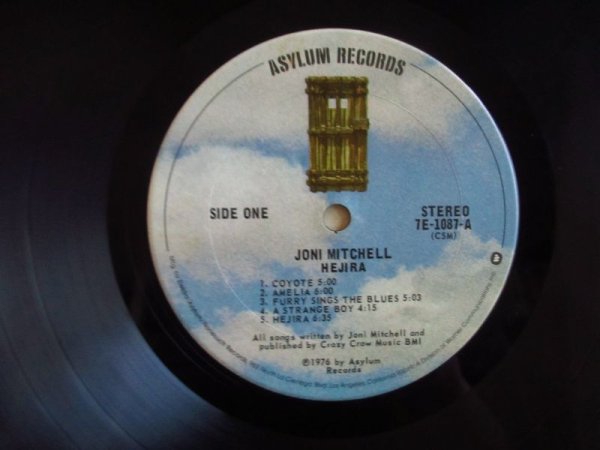 ASYLUM RECORDS
SIDE ONE
STEREO
7E-1087-A
(CSM)
JONI MITCHELL
HEJIRA
1. COYOTE 5:00
2. AMELIA 6:00
3. FURRY SINGS THE BLUES 5:03
4. A STRANGE BOY 4:15
5. HEJIRA 6:35
All songs written by Joni Mitchell and
published by Crazy Crow Music BMI
℗1976 by Asylum
Records